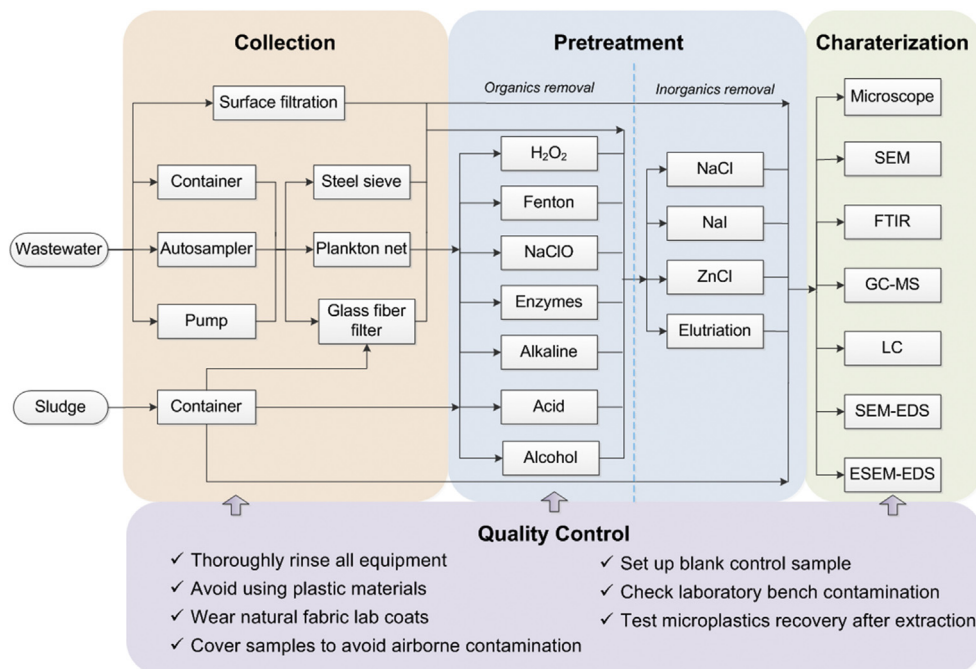 Collection
Pretreatment
Charaterization
Organics removal
Inorganics removal
Surface filtration
Microscope
H₂O₂
Container
Steel sieve
NaCl
SEM
Fenton
Wastewater
Autosampler
Plankton net
NaClO
NaI
FTIR
ZnCl
GC-MS
Pump
Glass fiber
filter
Enzymes
Elutriation
Alkaline
LC
Sludge
Container
Acid
SEM-EDS
Alcohol
ESEM-EDS
Quality Control
✓ Thoroughly rinse all equipment
✓ Avoid using plastic materials
✓ Wear natural fabric lab coats
✓ Cover samples to avoid airborne contamination
✓ Set up blank control sample
✓ Check laboratory bench contamination
✓ Test microplastics recovery after extraction